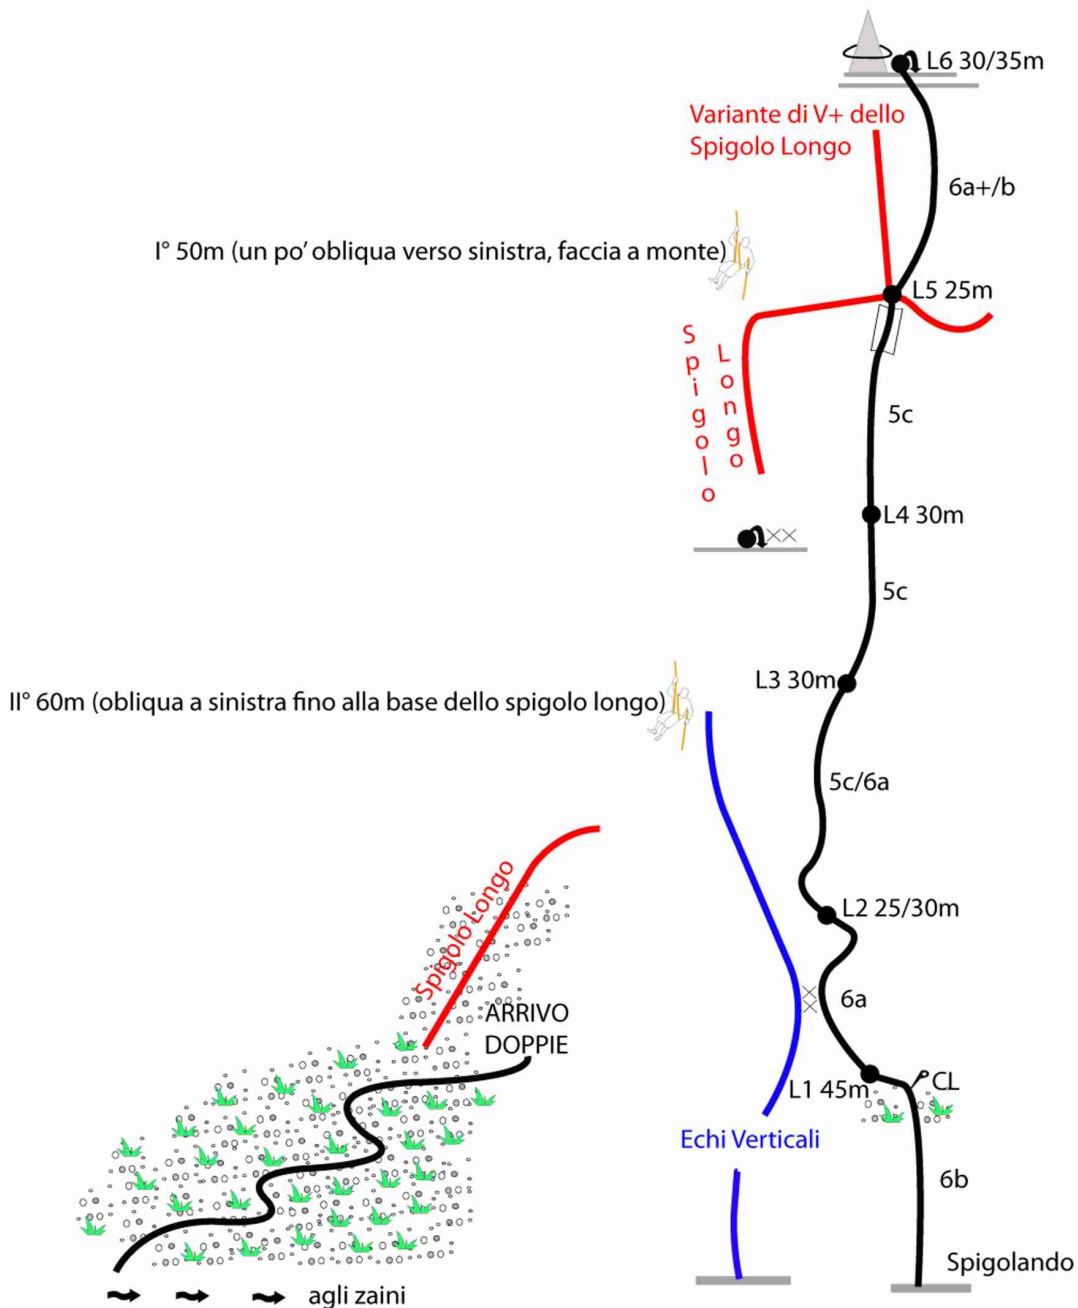 L6 30/35m
Variante di V+ dello
Spigolo Longo
6a+/b
I° 50m (un po' obliqua verso sinistra, faccia a monte)
L5 25m
Spigolo
Longo
5c
L4 30m
5c
L3 30m
II° 60m (obliqua a sinistra fino alla base dello spigolo longo)
5c/6a
L2 25/30m
Spigolo Longo
6a
ARRIVO
DOPPIE
L1 45m
CL
Echi Verticali
6b
Spigolando
agli zaini